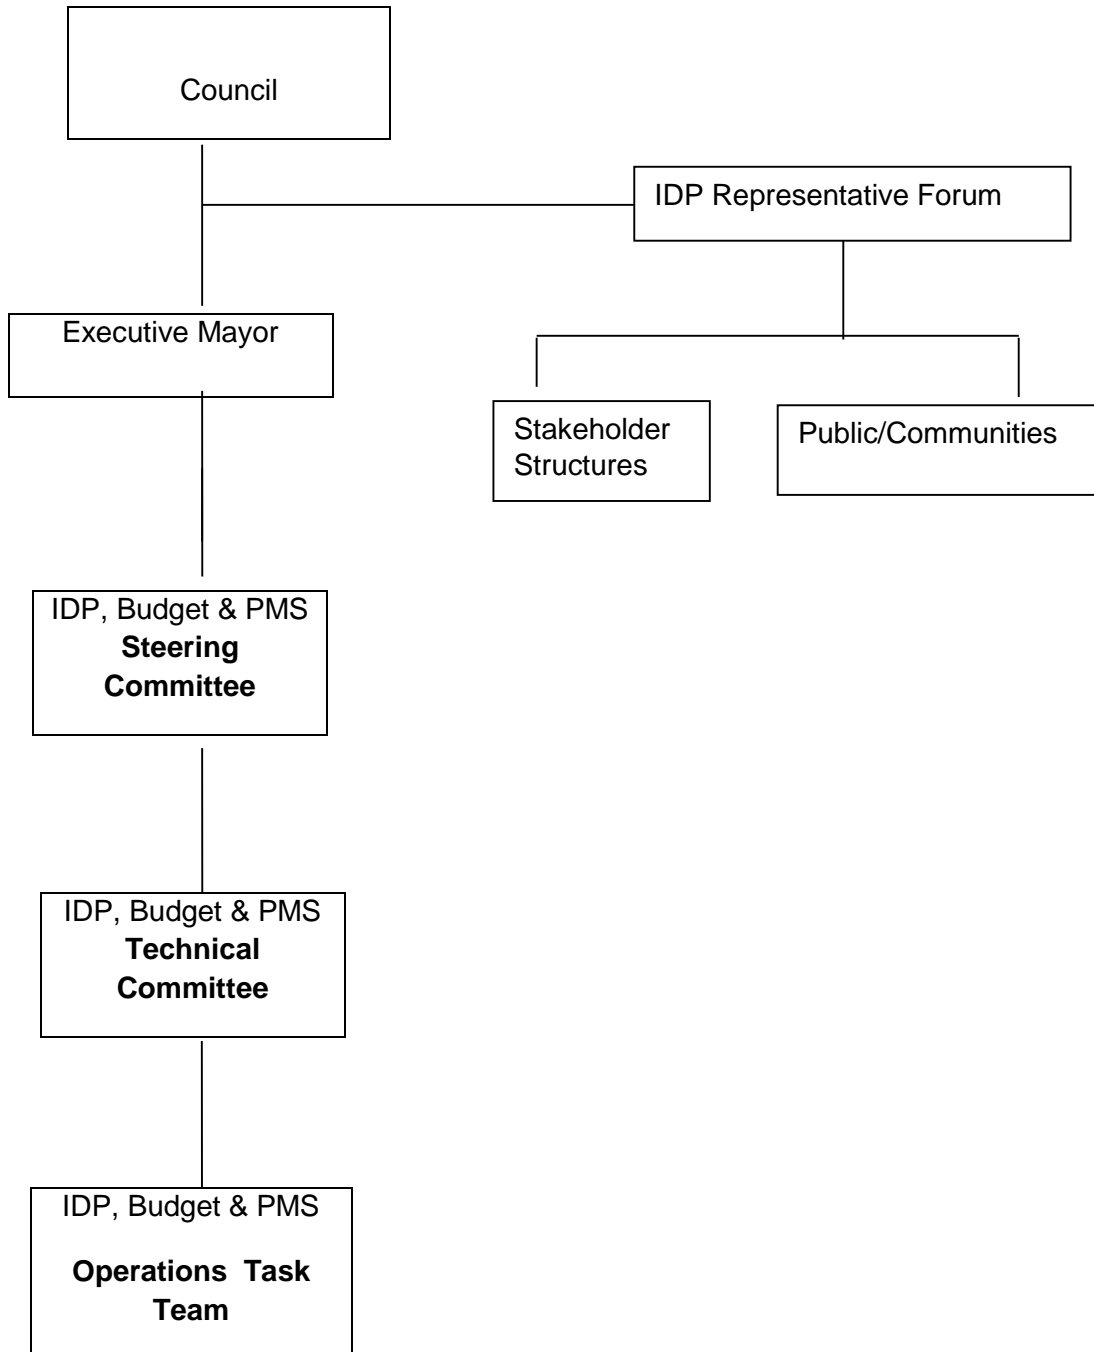 Council
IDP Representative Forum
Executive Mayor
Stakeholder
Structures
Public/Communities
IDP, Budget & PMS
Steering
Committee
IDP, Budget & PMS
Technical
Committee
IDP, Budget & PMS
Operations Task
Team